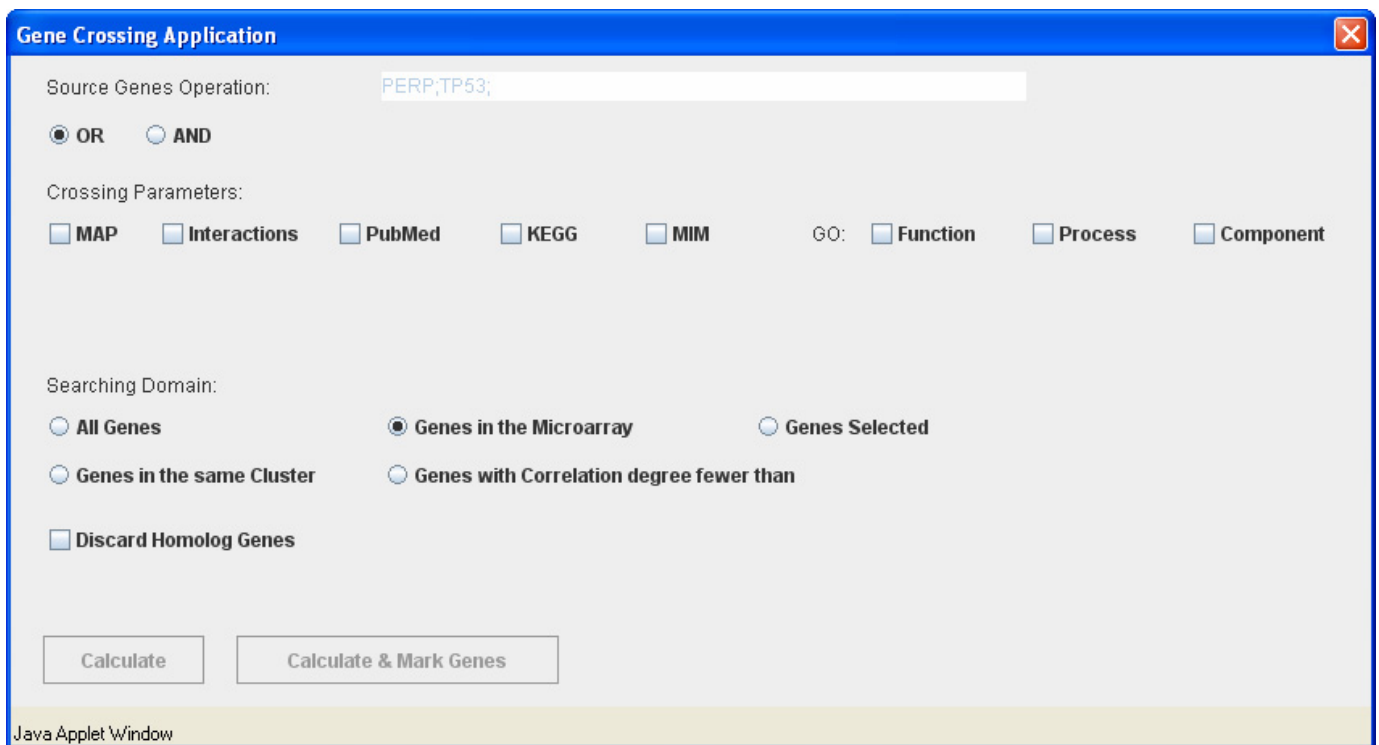 Gene Crossing Application
Source Genes Operation: PERP;TP53;
OR AND
Crossing Parameters:
MAP Interactions PubMed KEGG MIM GO: Function Process Component
Searching Domain:
All Genes Genes in the Microarray Genes Selected
Genes in the same Cluster Genes with Correlation degree fewer than
Discard Homolog Genes
Calculate Calculate & Mark Genes
Java Applet Window